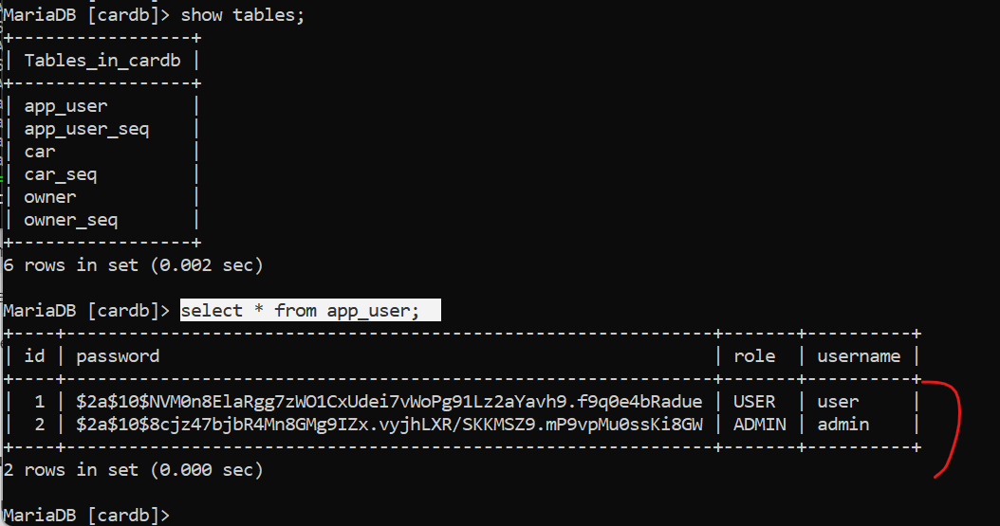 MariaDB [cardb]> show tables;
+-----------------+
| Tables_in_cardb |
+-----------------+
| app_user        |
| app_user_seq    |
| car             |
| car_seq         |
| owner           |
| owner_seq       |
+-----------------+
6 rows in set (0.002 sec)
MariaDB [cardb]> select * from app_user;
+----+--------------------------------------------------------------+-------+----------+
| id | password                                                     | role  | username |
+----+--------------------------------------------------------------+-------+----------+
|  1 | $2a$10$NVM0n8ElaRgg7zWO1CxUdei7vWoPg91Lz2aYavh9.f9q0e4bRadue | USER  | user     |
|  2 | $2a$10$8cjz47bjbR4Mn8GMg9IZx.vyjhLXR/SKKMSZ9.mP9vpMu0ssKi8GW | ADMIN | admin    |
+----+--------------------------------------------------------------+-------+----------+
2 rows in set (0.000 sec)
MariaDB [cardb]>